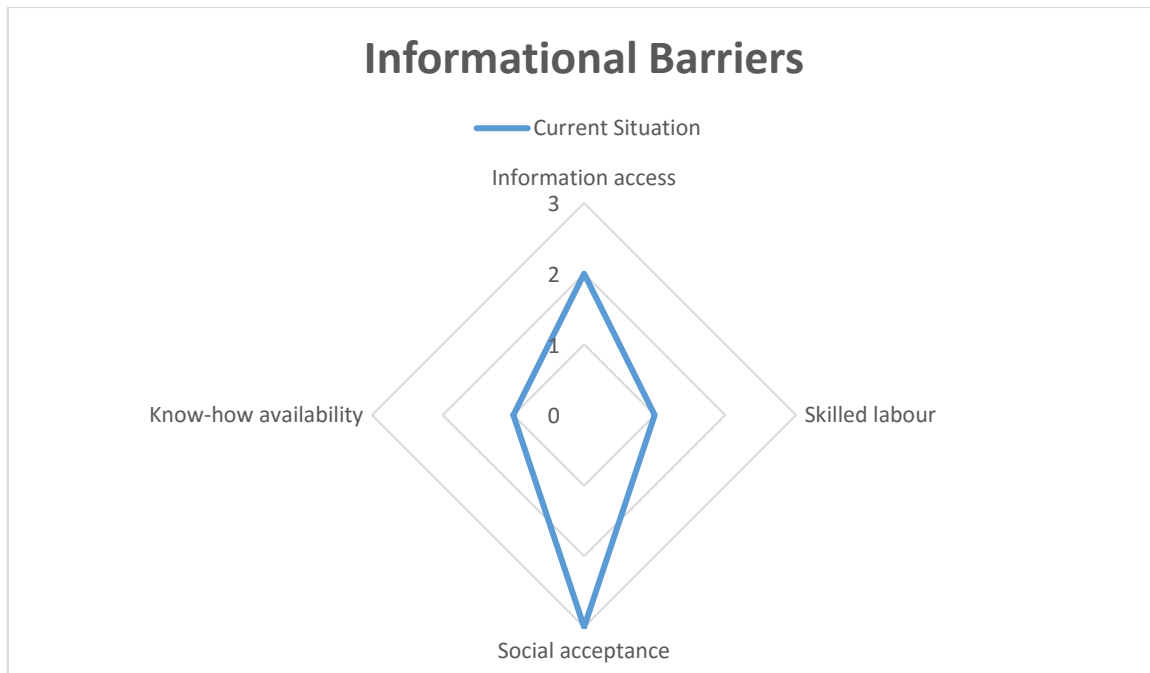 Informational Barriers
Current Situation
Information access
3
2
1
0
Know-how availability
Skilled labour
Social acceptance